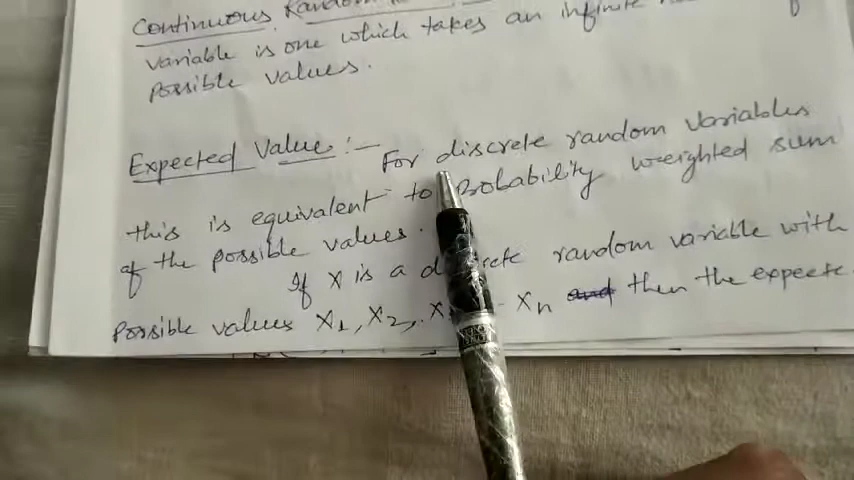 Continuous Random
variable is one which takes an infinite
possible values.
Expected Value :- For discrete random variables
this is equivalent to probability weighted sum
of the possible values.
If X is a discrete random variable with
possible values X1, X2, X Xn and then the expecte